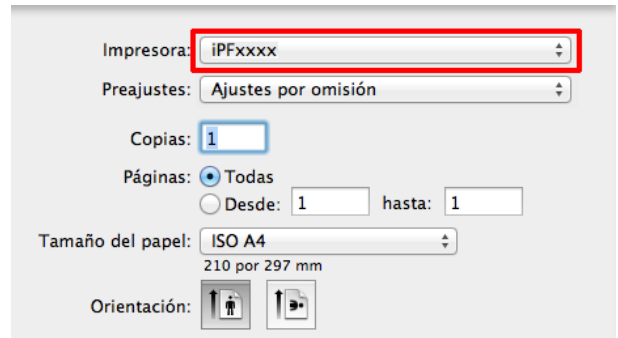 Impresora: iPFxxxx
Preajustes: Ajustes por omisión
Copias: 1
Páginas: Todas
Desde: 1 hasta: 1
Tamaño del papel: ISO A4
210 por 297 mm
Orientación: